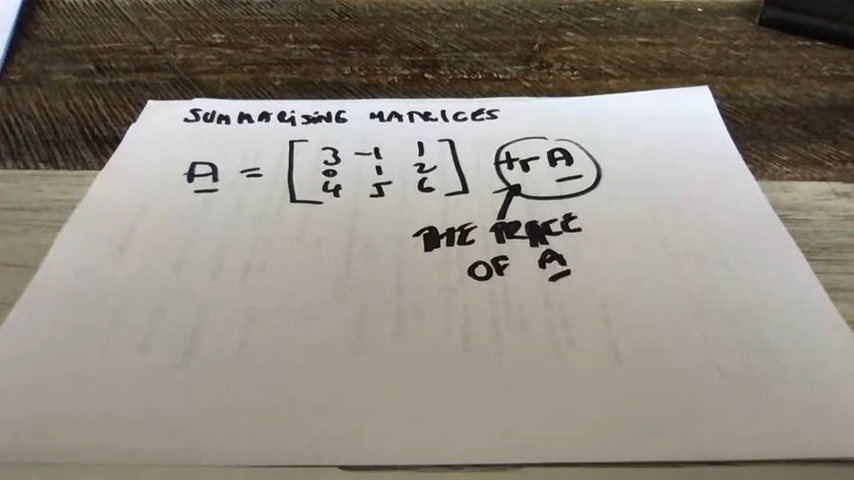 SUMMARISING MATRICES
A = [ 3 -1 1 tr A
0 1 2
4 5 6 ]
THE TRACE
OF A